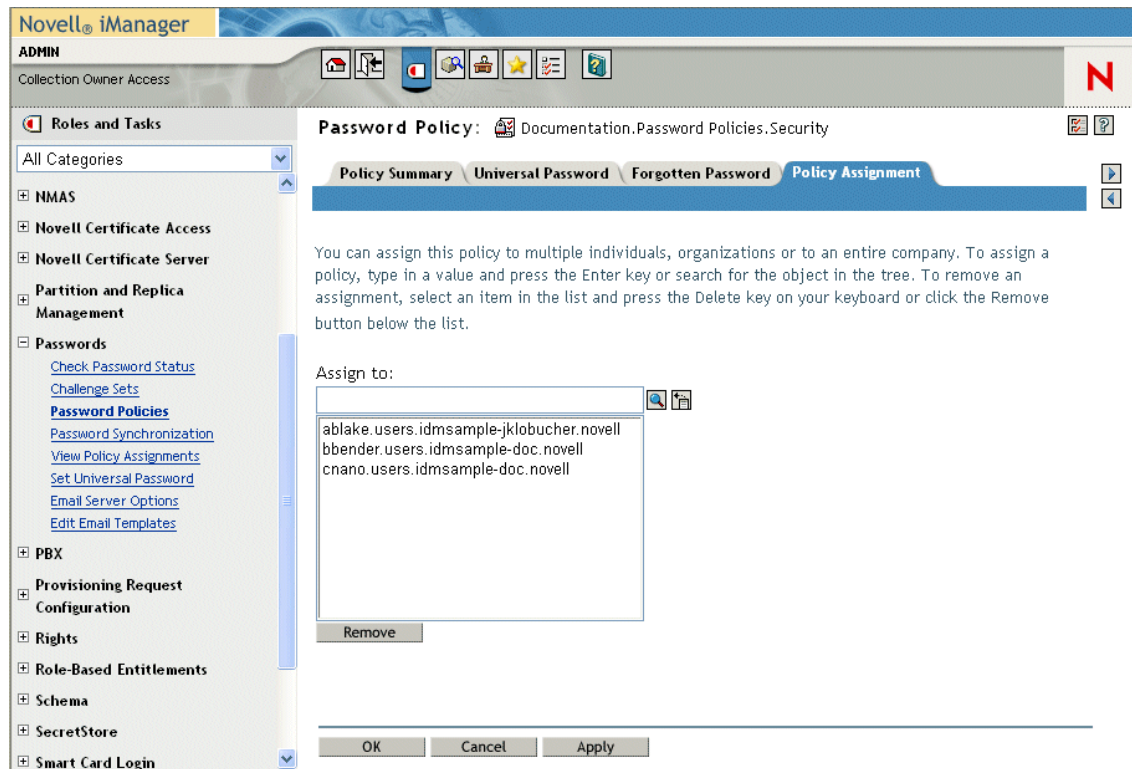 Novell® iManager
ADMIN
Collection Owner Access
N
Roles and Tasks
All Categories
NMAS
Novell Certificate Access
Novell Certificate Server
Partition and Replica
Management
Passwords
Check Password Status
Challenge Sets
Password Policies
Password Synchronization
View Policy Assignments
Set Universal Password
Email Server Options
Edit Email Templates
PBX
Provisioning Request
Configuration
Rights
Role-Based Entitlements
Schema
SecretStore
Smart Card Login
Password Policy: Documentation.Password Policies.Security
Policy Summary Universal Password Forgotten Password Policy Assignment
You can assign this policy to multiple individuals, organizations or to an entire company. To assign a
policy, type in a value and press the Enter key or search for the object in the tree. To remove an
assignment, select an item in the list and press the Delete key on your keyboard or click the Remove
button below the list.
Assign to:
ablake.users.idmsample-jklobucher.novell
bbender.users.idmsample-doc.novell
cnano.users.idmsample-doc.novell
Remove
OK Cancel Apply